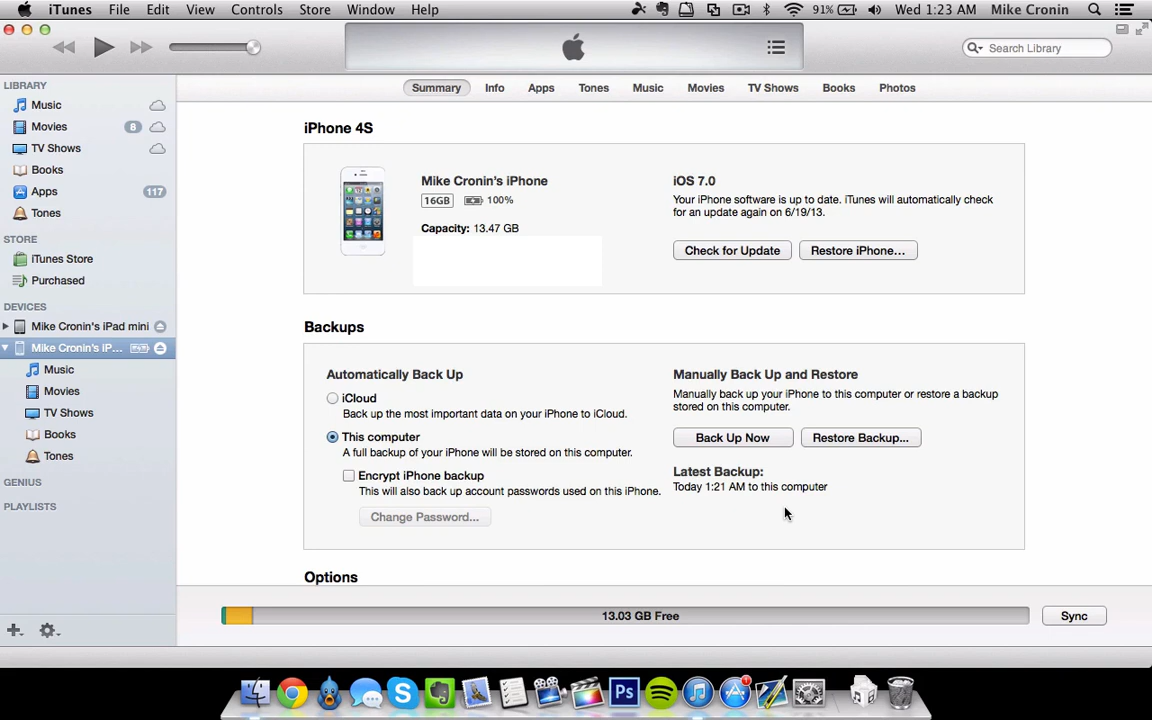 iTunes File Edit View Controls Store Window Help 91% Wed 1:23 AM Mike Cronin
Search Library
LIBRARY
Music
Movies 8
TV Shows
Books
Apps 117
Tones
STORE
iTunes Store
Purchased
DEVICES
Mike Cronin's iPad mini
Mike Cronin's iP...
Music
Movies
TV Shows
Books
Tones
GENIUS
PLAYLISTS
Summary Info Apps Tones Music Movies TV Shows Books Photos
iPhone 4S
Mike Cronin's iPhone
16GB 100%
Capacity: 13.47 GB
iOS 7.0
Your iPhone software is up to date. iTunes will automatically check
for an update again on 6/19/13.
Check for Update Restore iPhone...
Backups
Automatically Back Up
iCloud
Back up the most important data on your iPhone to iCloud.
This computer
A full backup of your iPhone will be stored on this computer.
Encrypt iPhone backup
This will also back up account passwords used on this iPhone.
Change Password...
Manually Back Up and Restore
Manually back up your iPhone to this computer or restore a backup
stored on this computer.
Back Up Now Restore Backup...
Latest Backup:
Today 1:21 AM to this computer
Options
13.03 GB Free
Sync
Ps
1